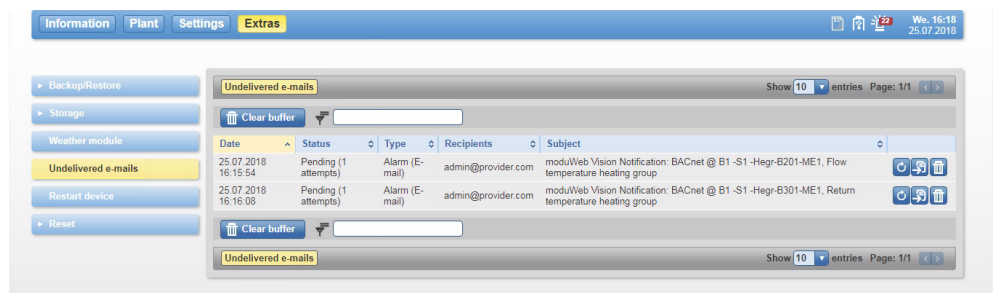 Information Plant Settings Extras
22
We. 16:18
25.07.2018
Backup/Restore
Storage
Weather module
Undelivered e-mails
Restart device
Reset
Undelivered e-mails
Show 10 entries Page: 1/1
Clear buffer
Date Status Type Recipients Subject
25.07.2018 16:15:54
Pending (1 attempts)
Alarm (E-mail)
admin@provider.com
moduWeb Vision Notification: BACnet @ B1 -S1 -Hegr-B201-ME1, Flow
temperature heating group
25.07.2018 16:16:08
Pending (1 attempts)
Alarm (E-mail)
admin@provider.com
moduWeb Vision Notification: BACnet @ B1 -S1 -Hegr-B301-ME1, Return
temperature heating group
Clear buffer
Undelivered e-mails
Show 10 entries Page: 1/1